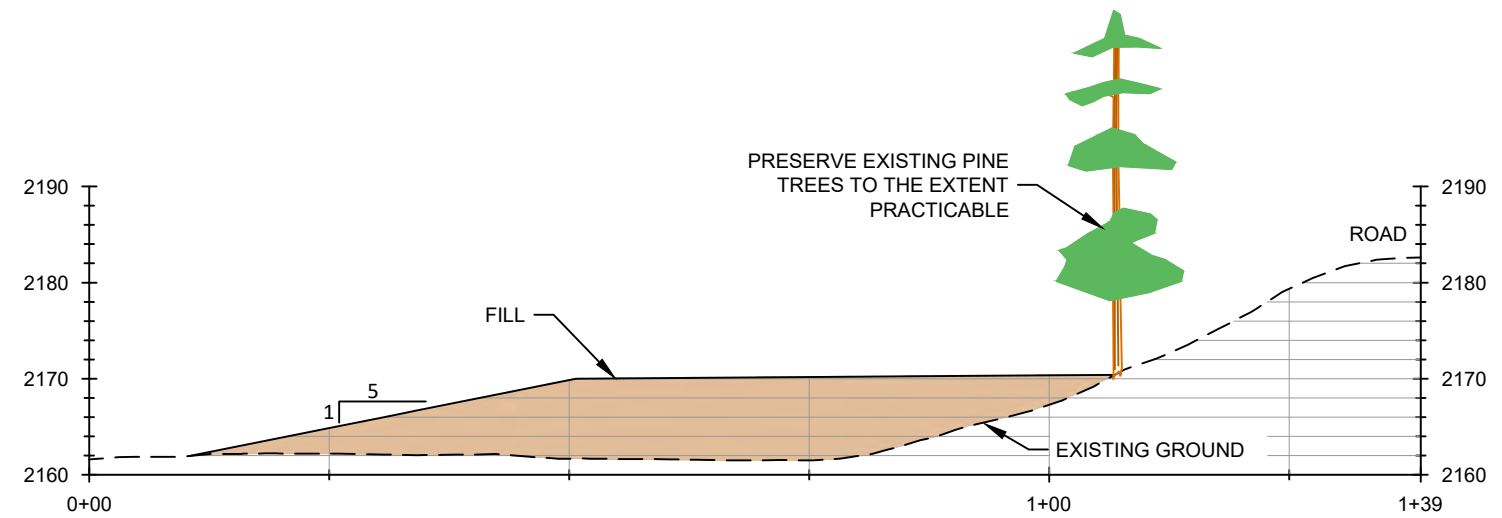 PRESERVE EXISTING PINE
TREES TO THE EXTENT
PRACTICABLE
2190
2190
ROAD
2180
2180
FILL
2170
2170
5
1
EXISTING GROUND
2160
2160
0+00
1+00
1+39